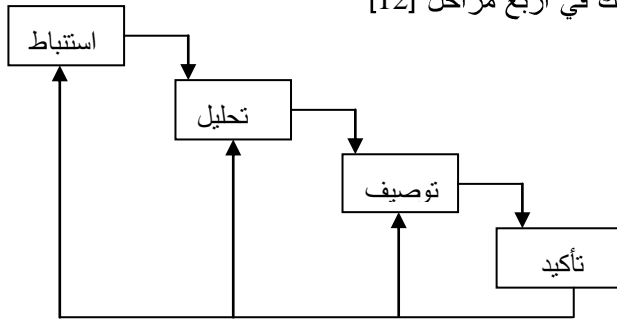 في أربع مراحل [12]
استنباط
تحليل
توصيف
تأكيد